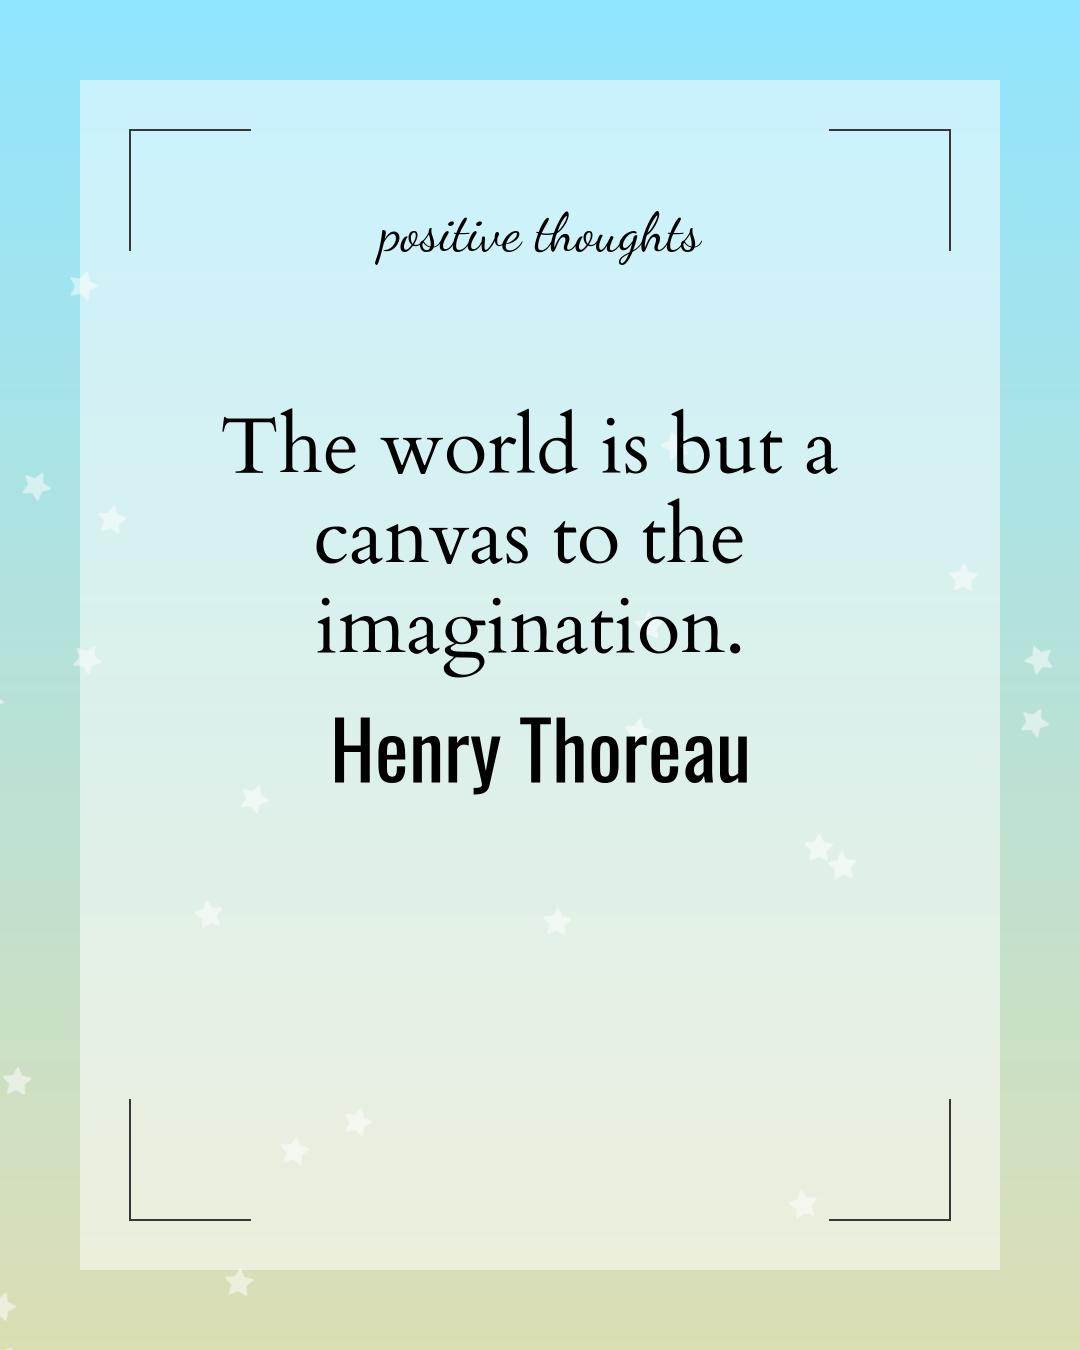 positive thoughts
The world is but a
canvas to the
imagination.
Henry Thoreau